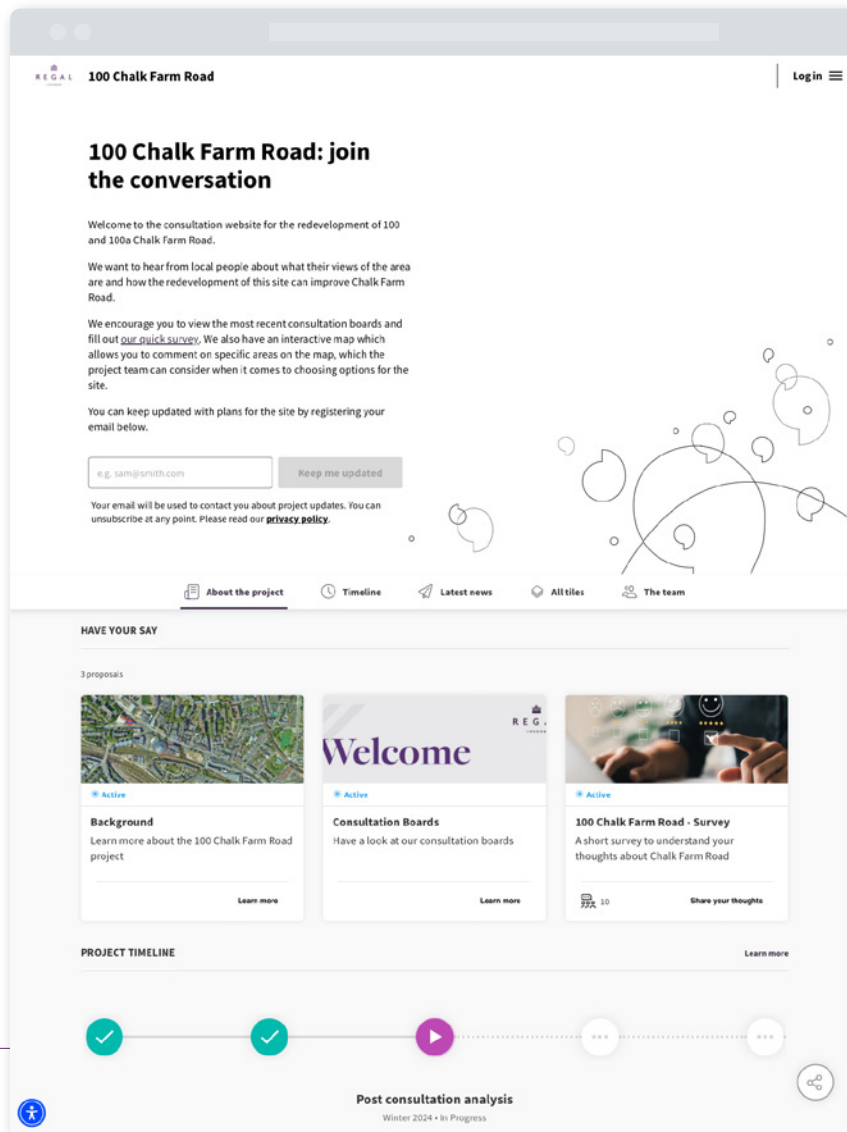 REGAL
LONDON
100 Chalk Farm Road
Log in
100 Chalk Farm Road: join
the conversation
Welcome to the consultation website for the redevelopment of 100
and 100a Chalk Farm Road.
We want to hear from local people about what their views of the area
are and how the redevelopment of this site can improve Chalk Farm
Road.
We encourage you to view the most recent consultation boards and
fill out our quick survey. We also have an interactive map which
allows you to comment on specific areas on the map, which the
project team can consider when it comes to choosing options for the
site.
You can keep updated with plans for the site by registering your
email below.
e.g. sam@smith.com
Keep me updated
Your email will be used to contact you about project updates. You can
unsubscribe at any point. Please read our privacy policy.
About the project
Timeline
Latest news
All tiles
The team
HAVE YOUR SAY
3 proposals
Active
Background
Learn more about the 100 Chalk Farm Road
project
Learn more
REGA
Welcome
Active
Consultation Boards
Have a look at our consultation boards
Learn more
Active
100 Chalk Farm Road - Survey
A short survey to understand your
thoughts about Chalk Farm Road
10
Share your thoughts
PROJECT TIMELINE
Learn more
Post consultation analysis
Winter 2024 • In Progress